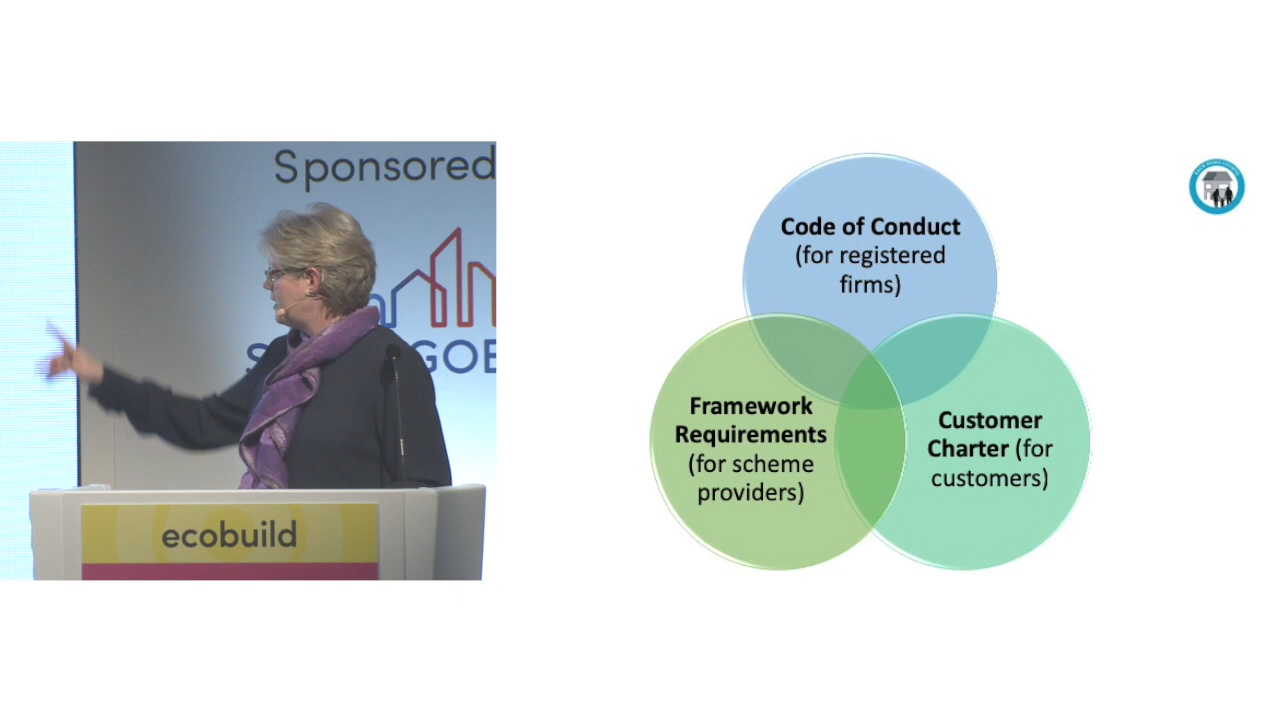 Sponsored
ecobuild
Code of Conduct
(for registered
firms)
Framework
Requirements
(for scheme
providers)
Customer
Charter (for
customers)